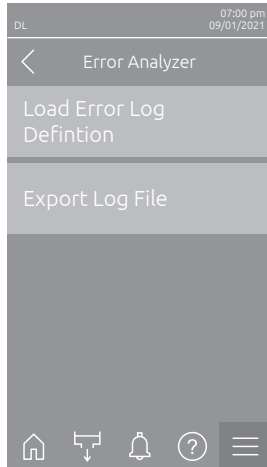 07:00 pm
DL 09/01/2021
Error Analyzer
Load Error Log
Defintion
Export Log File
?